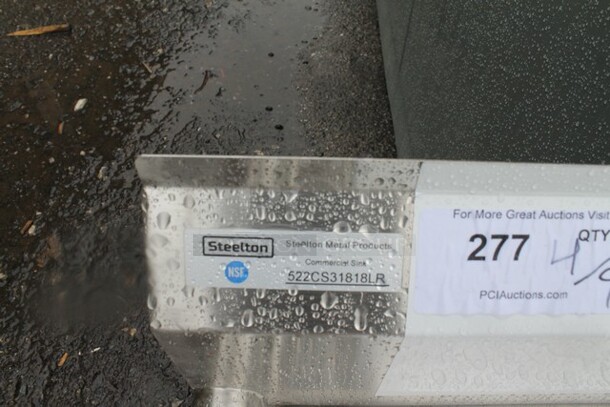 Steelton
Steelton Metal Products
Commercial Sink
NSF
522CS31818LR
For More Great Auctions Visit
277
QTY
PCIAuctions.com